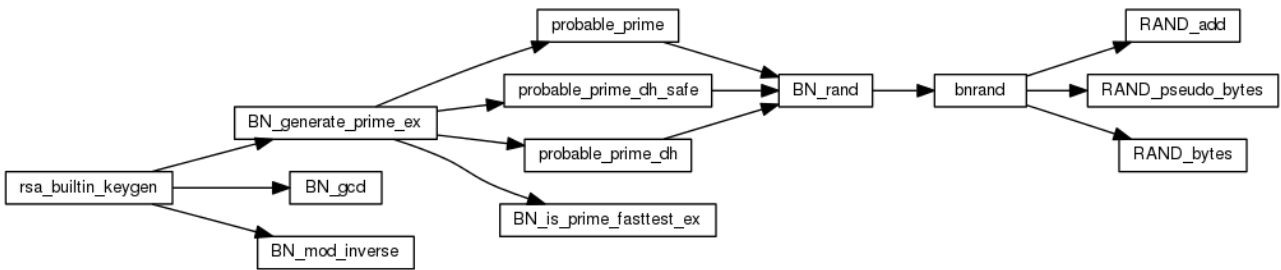 probable_prime
RAND_add
probable_prime_dh_safe
BN_rand
bnrand
RAND_pseudo_bytes
BN_generate_prime_ex
probable_prime_dh
RAND_bytes
rsa_builtin_keygen
BN_gcd
BN_is_prime_fasttest_ex
BN_mod_inverse